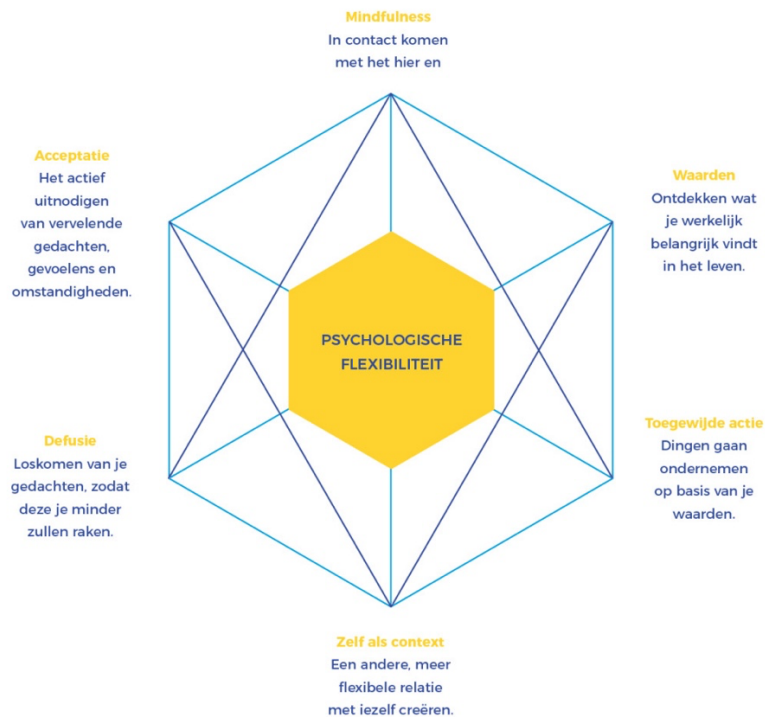 Mindfulness
In contact komen
met het hier en
Acceptatie
Het actief
uitnodigen
van vervelende
gedachten,
gevoelens en
omstandigheden.
Waarden
Ontdekken wat
je werkelijk
belangrijk vindt
in het leven.
PSYCHOLOGISCHE
FLEXIBILITEIT
Defusie
Loskomen van je
gedachten, zodat
deze je minder
zullen raken.
Toegewijde actie
Dingen gaan
ondernemen
op basis van je
waarden.
Zelf als context
Een andere, meer
flexibele relatie
met jezelf creëren.